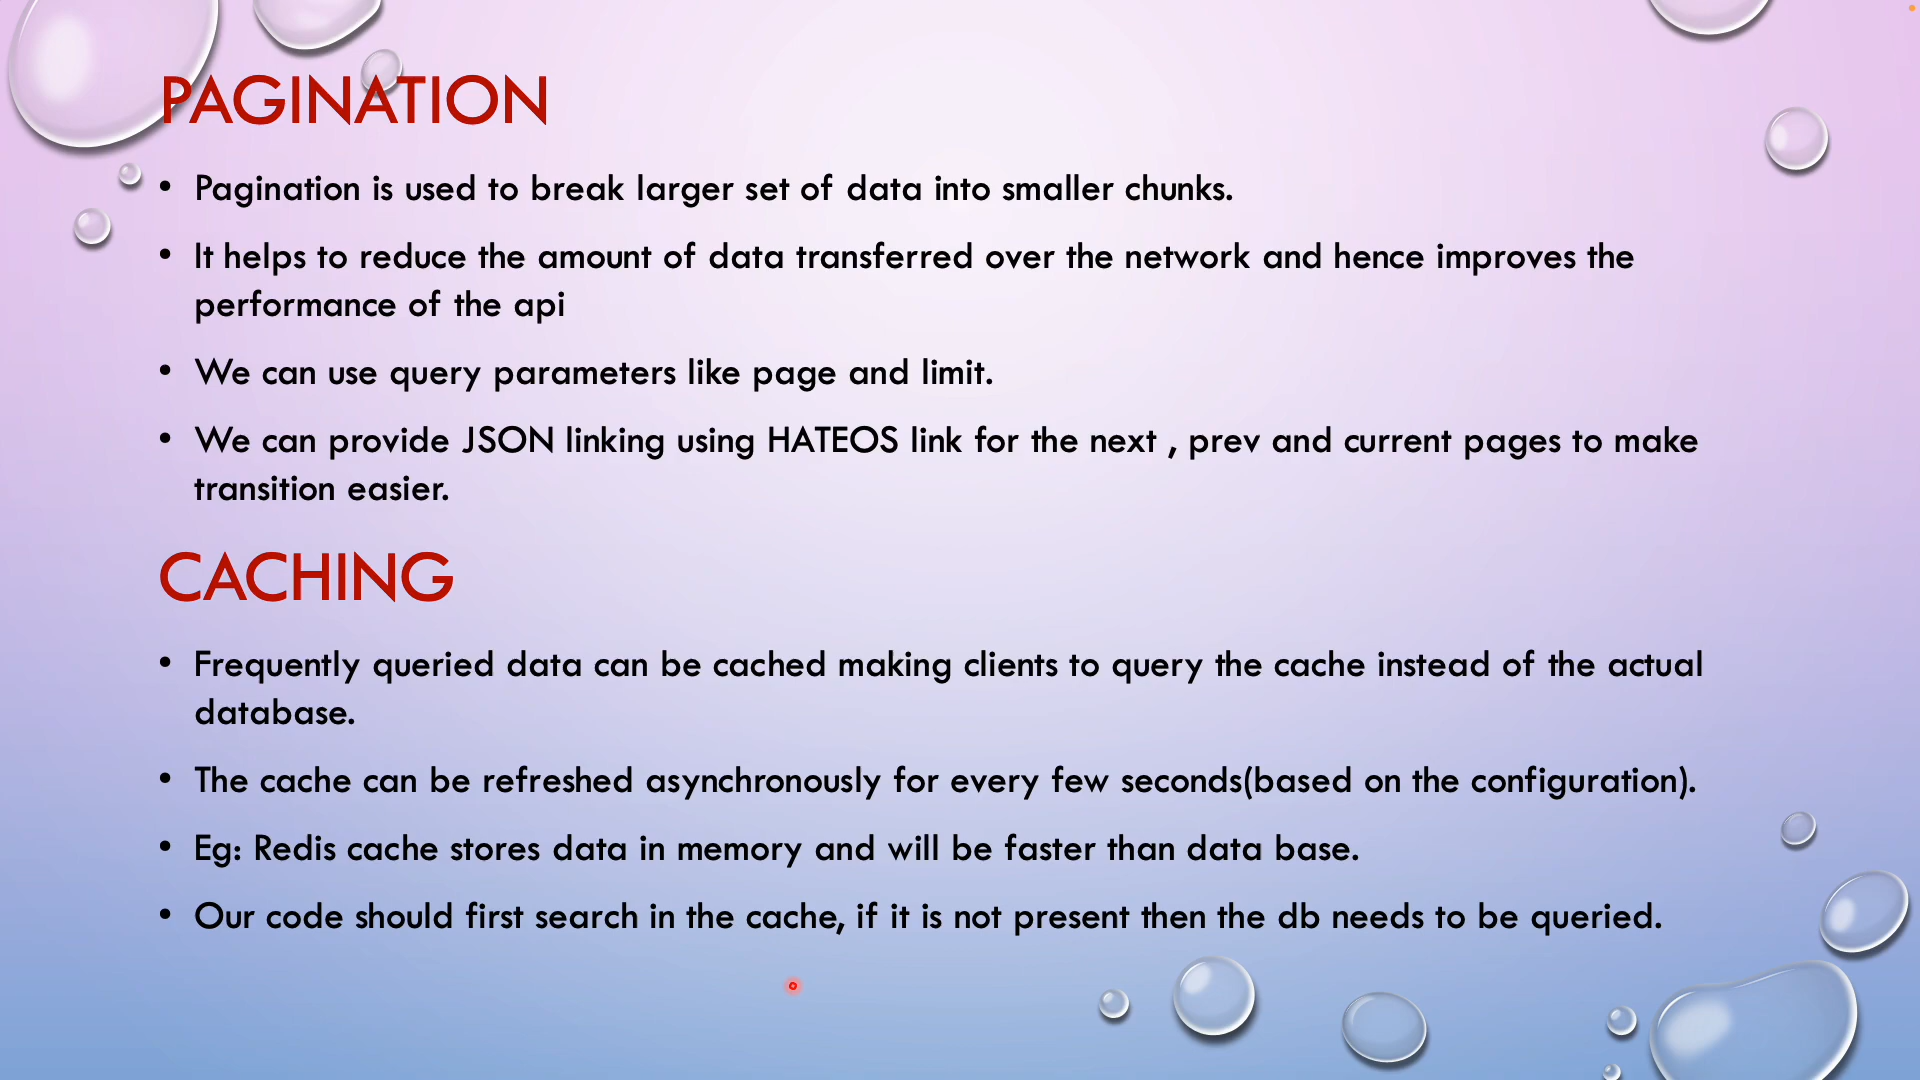 PAGINATION
• Pagination is used to break larger set of data into smaller chunks.
• It helps to reduce the amount of data transferred over the network and hence improves the
performance of the api
• We can use query parameters like page and limit.
• We can provide JSON linking using HATEOS link for the next , prev and current pages to make
transition easier.
CACHING
• Frequently queried data can be cached making clients to query the cache instead of the actual
database.
• The cache can be refreshed asynchronously for every few seconds(based on the configuration).
• Eg: Redis cache stores data in memory and will be faster than data base.
• Our code should first search in the cache, if it is not present then the db needs to be queried.